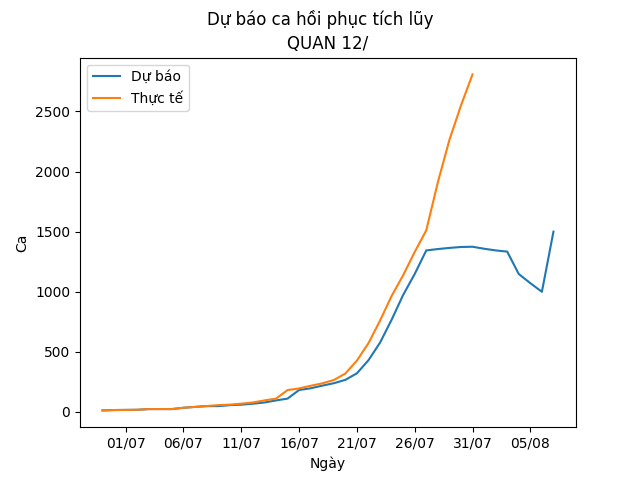 Dự báo ca hồi phục tích lũy
QUAN 12/
Dự báo
Thực tế
2500
2000
1500
1000
500
0
Ca
01/07 06/07 11/07 16/07 21/07 26/07 31/07 05/08
Ngày